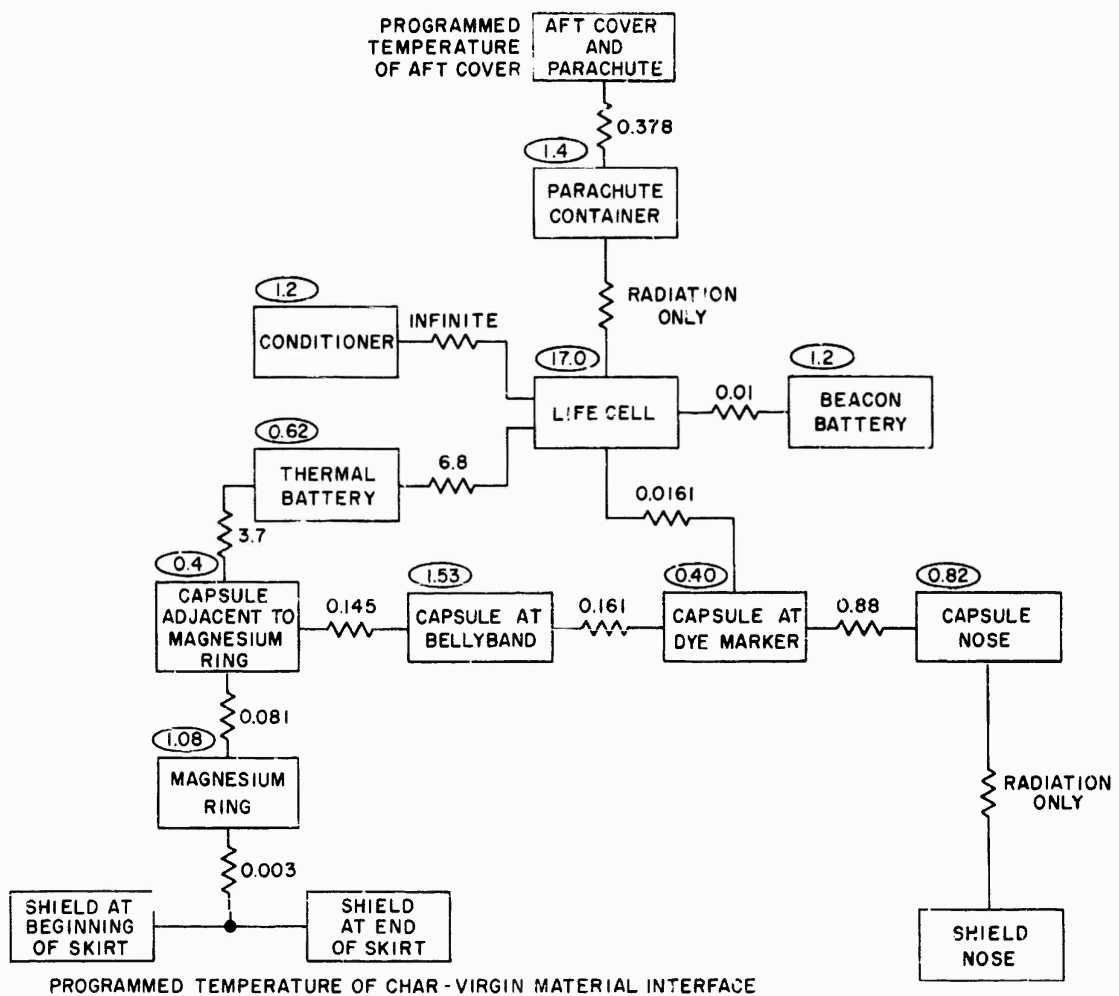 PROGRAMMED
TEMPERATURE
OF AFT COVER
AFT COVER
AND
PARACHUTE
0.378
1.4
PARACHUTE
CONTAINER
RADIATION
ONLY
1.2
CONDITIONER
INFINITE
17.0
LIFE CELL
0.01
1.2
BEACON
BATTERY
0.62
THERMAL
BATTERY
6.8
0.0161
3.7
0.4
CAPSULE
ADJACENT TO
MAGNESIUM
RING
0.145
1.53
CAPSULE AT
BELLYBAND
0.161
0.40
CAPSULE AT
DYE MARKER
0.88
0.82
CAPSULE
NOSE
0.081
1.08
MAGNESIUM
RING
RADIATION
ONLY
0.003
SHIELD AT
BEGINNING
OF SKIRT
SHIELD
AT END
OF SKIRT
SHIELD
NOSE
PROGRAMMED TEMPERATURE OF CHAR-VIRGIN MATERIAL INTERFACE